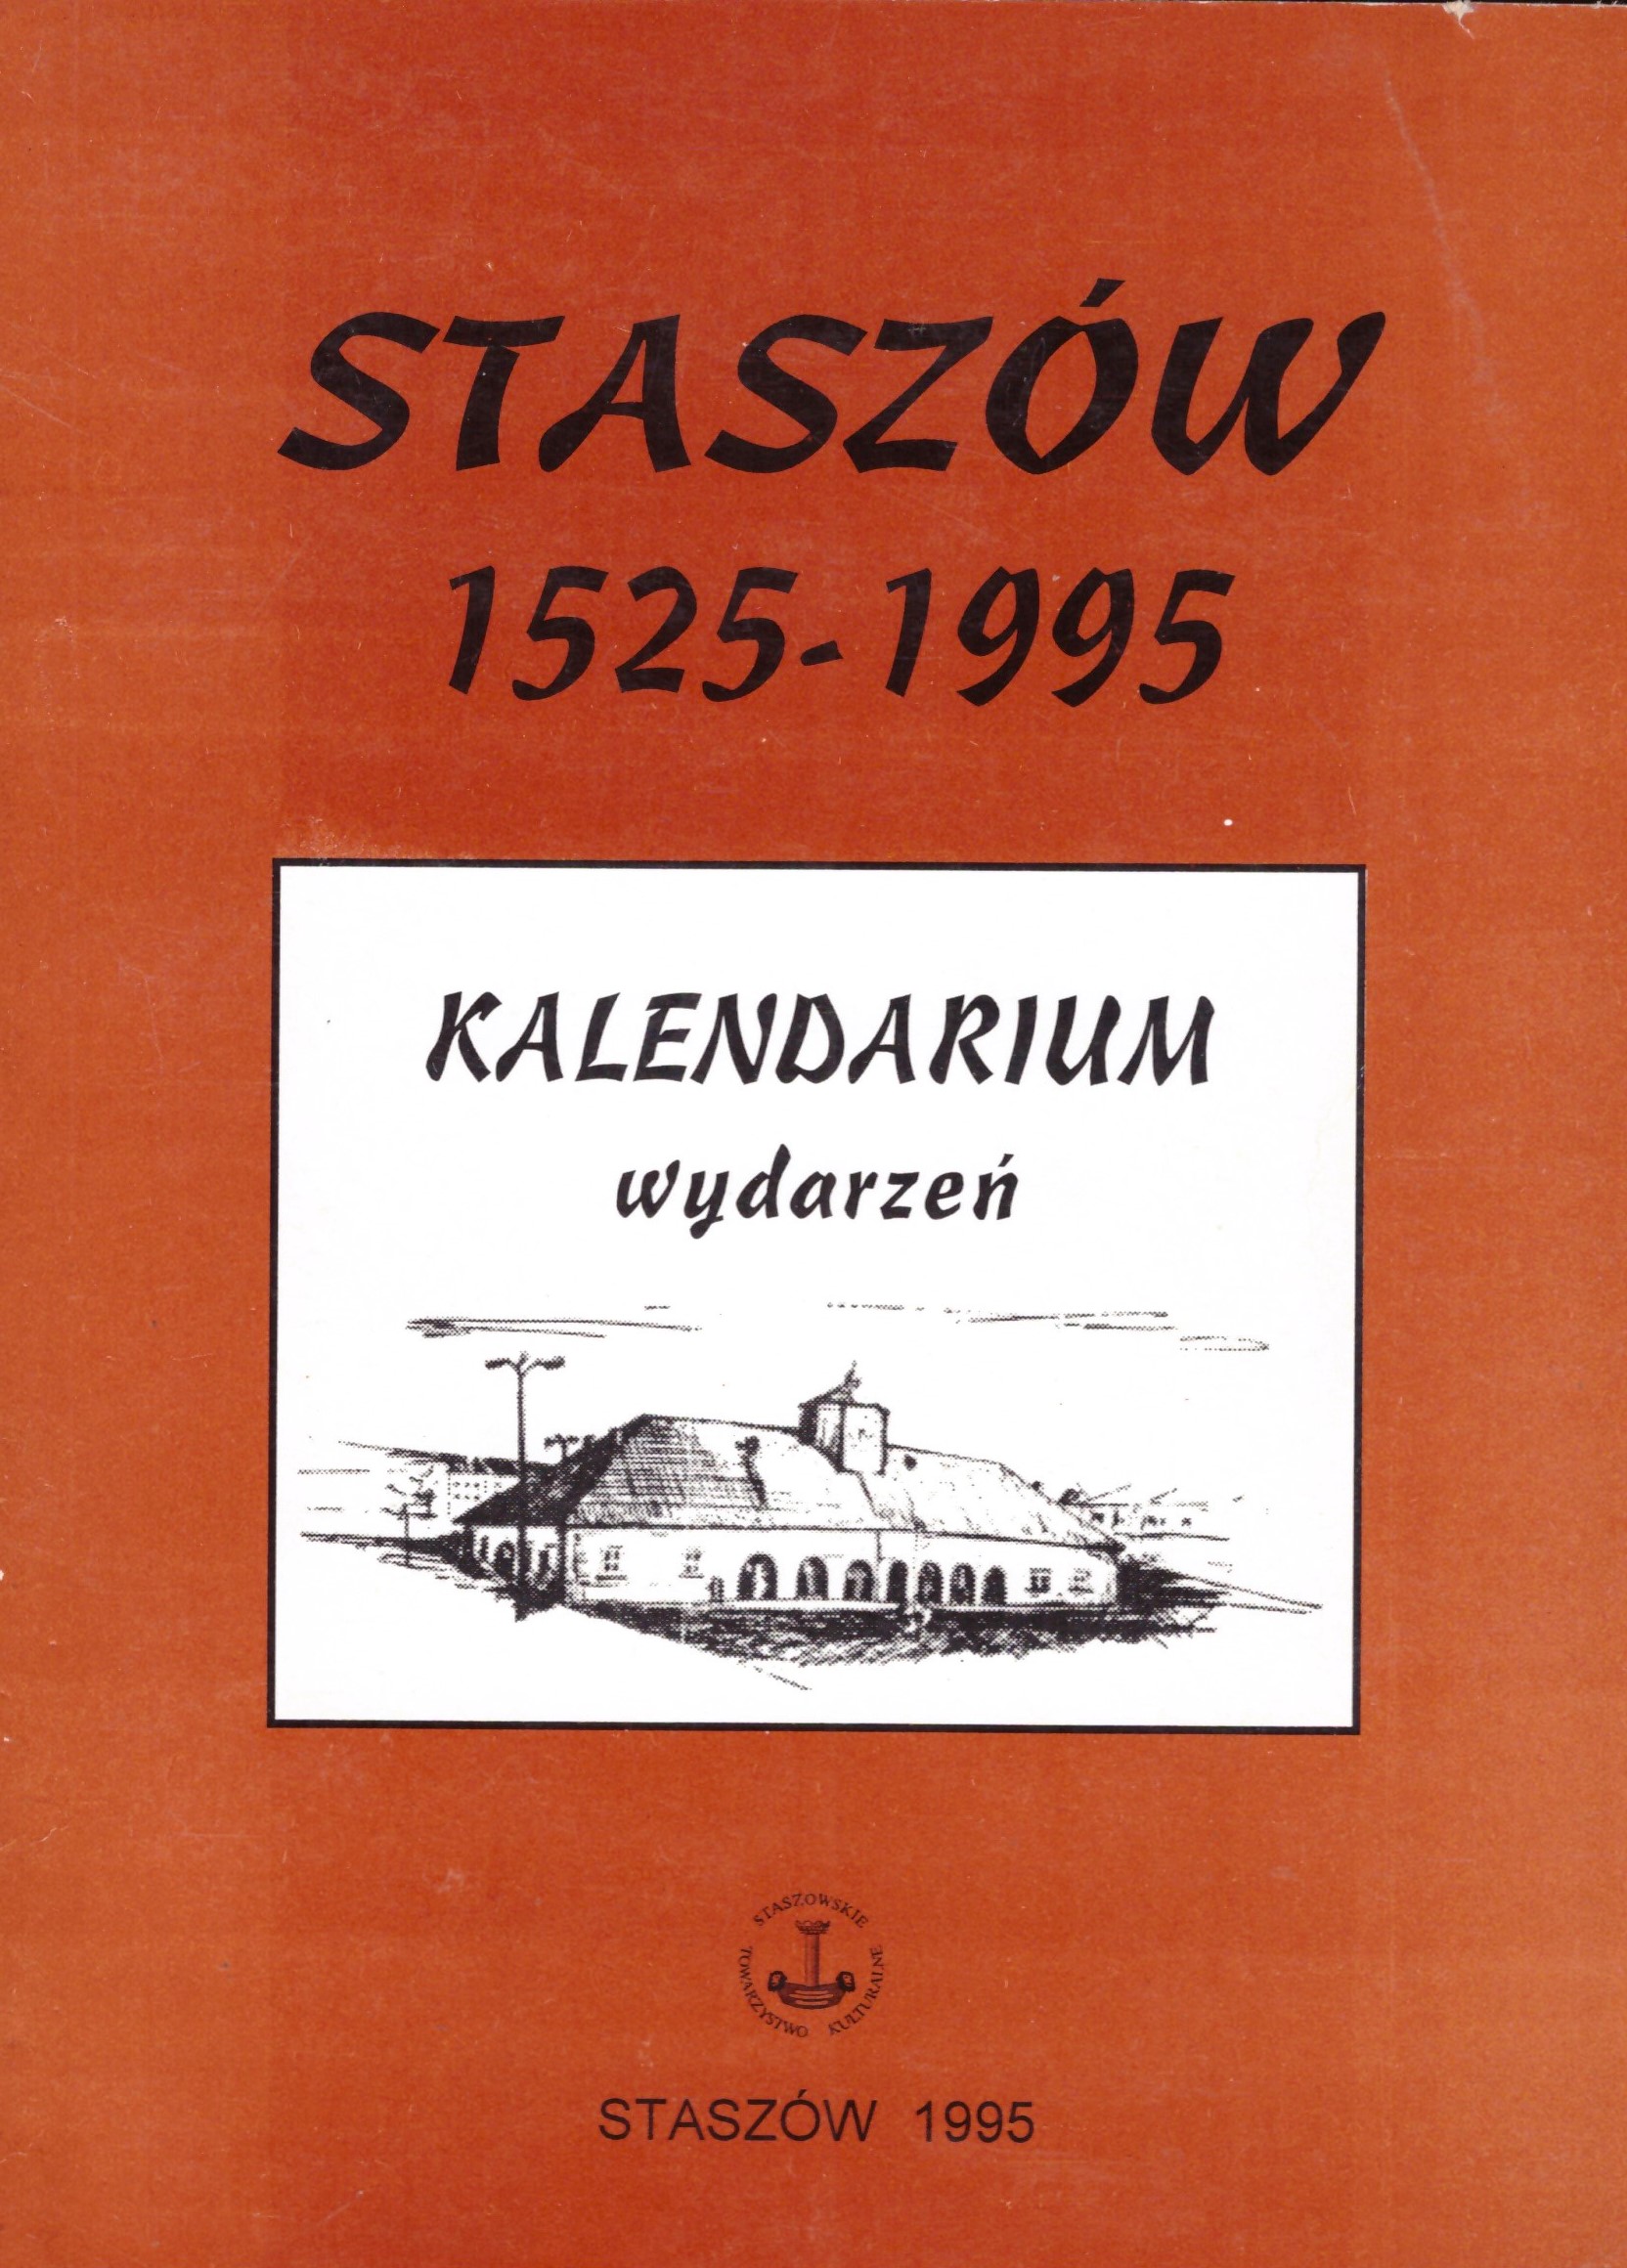 STASZÓW
1525-1995
KALENDARIUM
wydarzeń
STASZOWSKIE
TOWARZYSTWO KULTURALNE
STASZÓW 1995